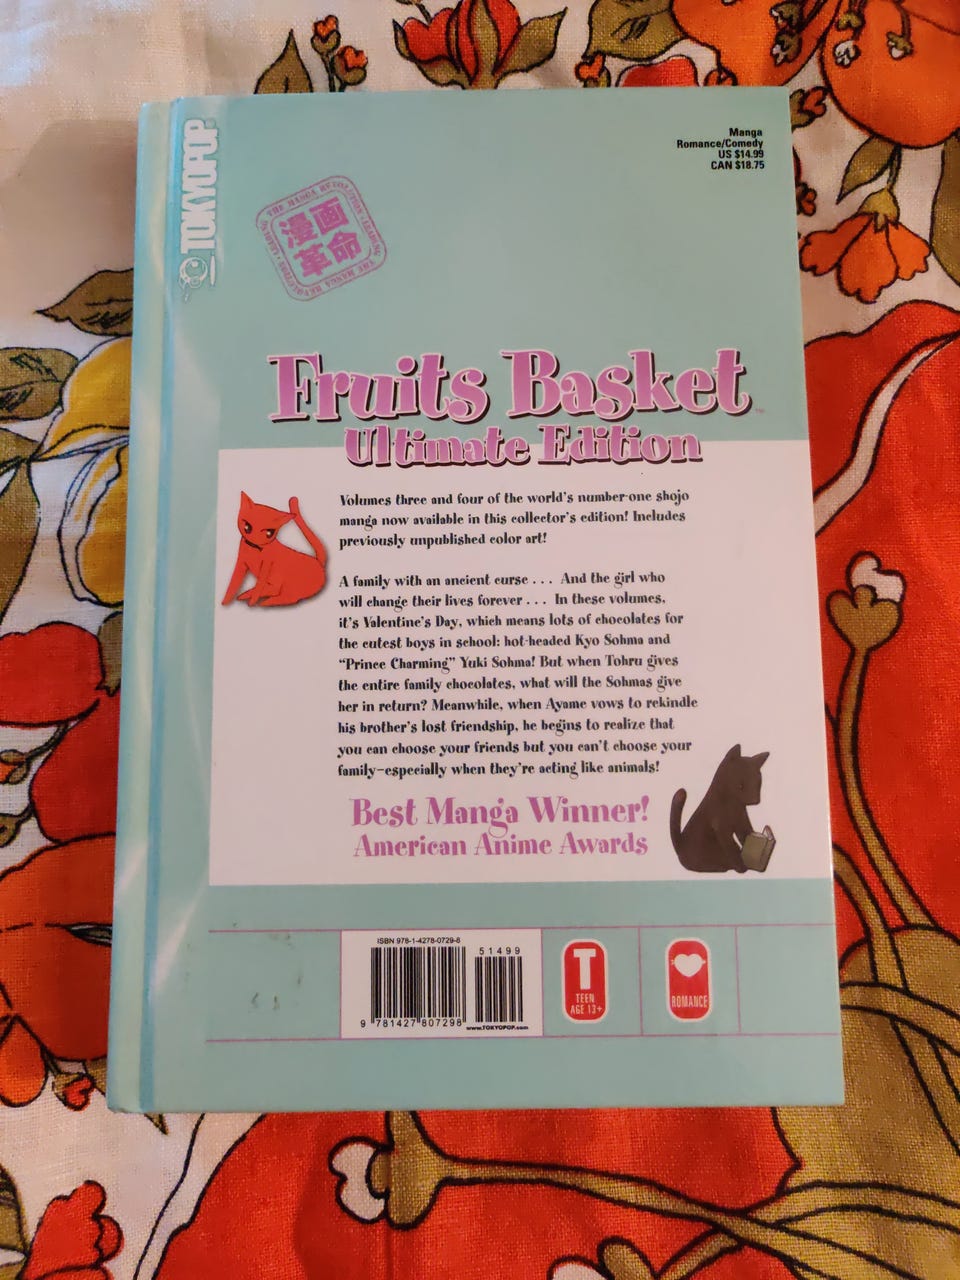 TOKYOPOP
Manga
Romance/Comedy
US $14.99
CAN $18.75
漫画
革命
Fruits Basket™
Ultimate Edition
Volumes three and four of the world's number-one shojo
manga now available in this collector's edition! Includes
previously unpublished color art!
A family with an ancient curse . . . And the girl who
will change their lives forever . . . In these volumes,
it's Valentine's Day, which means lots of chocolates for
the cutest boys in school: hot-headed Kyo Sohma and
“Prince Charming” Yuki Sohma! But when Tohru gives
the entire family chocolates, what will the Sohmas give
her in return? Meanwhile, when Ayame vows to rekindle
his brother's lost friendship, he begins to realize that
you can choose your friends but you can't choose your
family—especially when they're acting like animals!
Best Manga Winner!
American Anime Awards
ISBN 978-1-4278-0729-8
51499
9 781427 807298
www.TOKYOPOP.com
T
TEEN
AGE 13+
ROMANCE